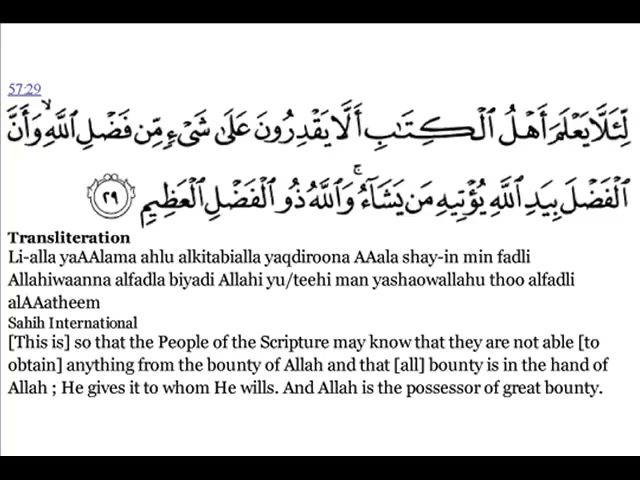 57:29
لِّئَلَّا يَعْلَمَ أَهْلُ ٱلْكِتَـٰبِ أَلَّا يَقْدِرُونَ عَلَىٰ شَىْءٍ مِّن فَضْلِ ٱللَّهِ ۙ وَأَنَّ
ٱلْفَضْلَ بِيَدِ ٱللَّهِ يُؤْتِيهِ مَن يَشَآءُ ۚ وَٱللَّهُ ذُو ٱلْفَضْلِ ٱلْعَظِيمِ ٢٩
Transliteration
Li-alla yaAAlama ahlu alkitabialla yaqdiroona AAala shay-in min fadli
Allahiwaanna alfadla biyadi Allahi yu/teehi man yashaowallahu thoo alfadli
alAAatheem
Sahih International
[This is] so that the People of the Scripture may know that they are not able [to
obtain] anything from the bounty of Allah and that [all] bounty is in the hand of
Allah ; He gives it to whom He wills. And Allah is the possessor of great bounty.